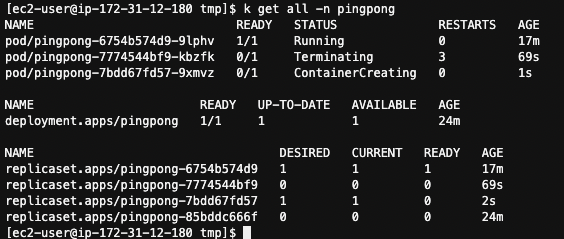 [ec2-user@ip-172-31-12-180 tmp]$ k get all -n pingpong
NAME READY STATUS RESTARTS AGE
pod/pingpong-6754b574d9-9lphv 1/1 Running 0 17m
pod/pingpong-7774544bf9-kbzfk 0/1 Terminating 3 69s
pod/pingpong-7bdd67fd57-9xmvz 0/1 ContainerCreating 0 1s
NAME READY UP-TO-DATE AVAILABLE AGE
deployment.apps/pingpong 1/1 1 1 24m
NAME DESIRED CURRENT READY AGE
replicaset.apps/pingpong-6754b574d9 1 1 1 17m
replicaset.apps/pingpong-7774544bf9 0 0 0 69s
replicaset.apps/pingpong-7bdd67fd57 1 1 0 2s
replicaset.apps/pingpong-85bddc666f 0 0 0 24m
[ec2-user@ip-172-31-12-180 tmp]$